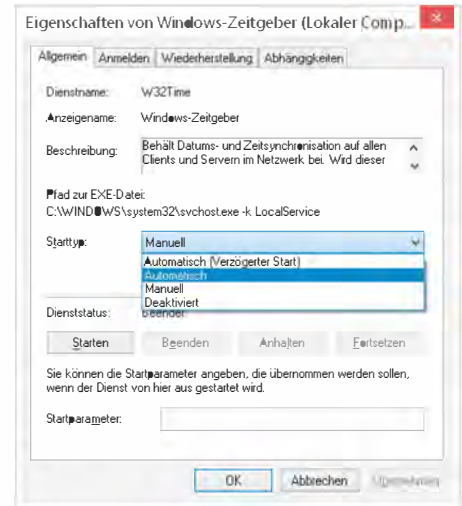 Eigenschaften von Windows-Zeitgeber (Lokaler Comp...
Allgemein Anmelden Wiederherstellung Abhängigkeiten
Dienstname: W32Time
Anzeigename: Windows-Zeitgeber
Beschreibung: Behält Datums- und Zeitsynchronisation auf allen
Clients und Servern im Netzwerk bei. Wird dieser
Pfad zur EXE-Datei:
C:\WINDOWS\system32\svchost.exe -k LocalService
Starttyp: Manuell
Automatisch (Verzögerter Start)
Automatisch
Manuell
Deaktiviert
Dienststatus: Beendet
Starten Beenden Anhalten Fortsetzen
Sie können die Startparameter angeben, die übernommen werden sollen,
wenn der Dienst von hier aus gestartet wird.
Startparameter:
OK Abbrechen Übernehmen